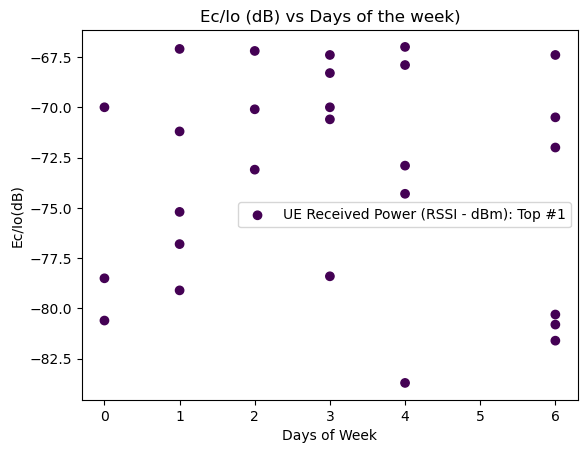 Ec/Io (dB) vs Days of the week)
−67.5
−70.0
−72.5
−75.0
−77.5
−80.0
−82.5
Ec/Io(dB)
UE Received Power (RSSI - dBm): Top #1
0 1 2 3 4 5 6
Days of Week